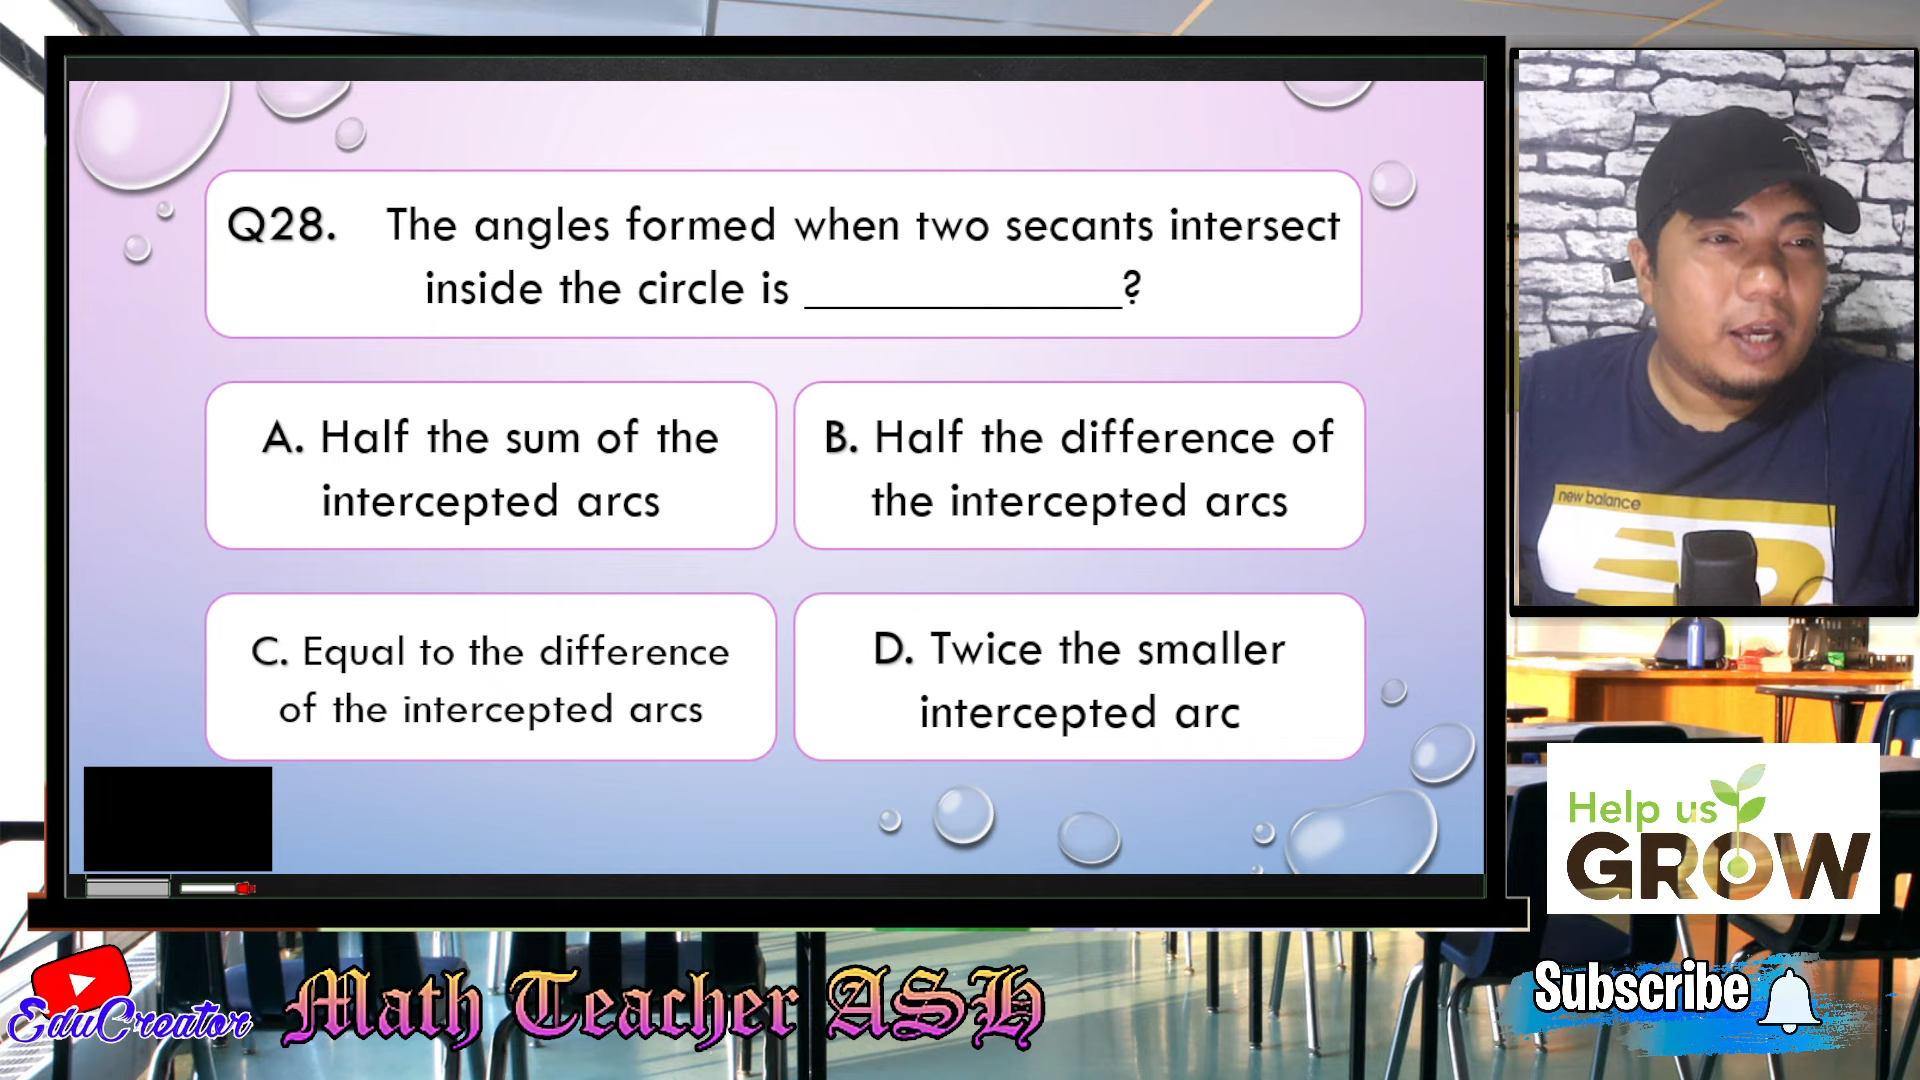 Q28. The angles formed when two secants intersect
inside the circle is ______________?
A. Half the sum of the
intercepted arcs
B. Half the difference of
the intercepted arcs
C. Equal to the difference
of the intercepted arcs
D. Twice the smaller
intercepted arc
new balance
Help us
GROW
EduCreator
Math Teacher ASH
Subscribe